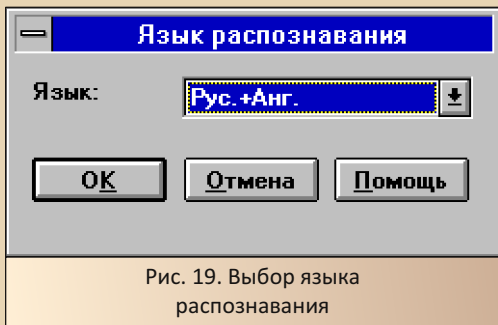 Язык распознавания
Язык:
Рус.+Анг.
OK
Отмена
Помощь
Рис. 19. Выбор языка
распознавания